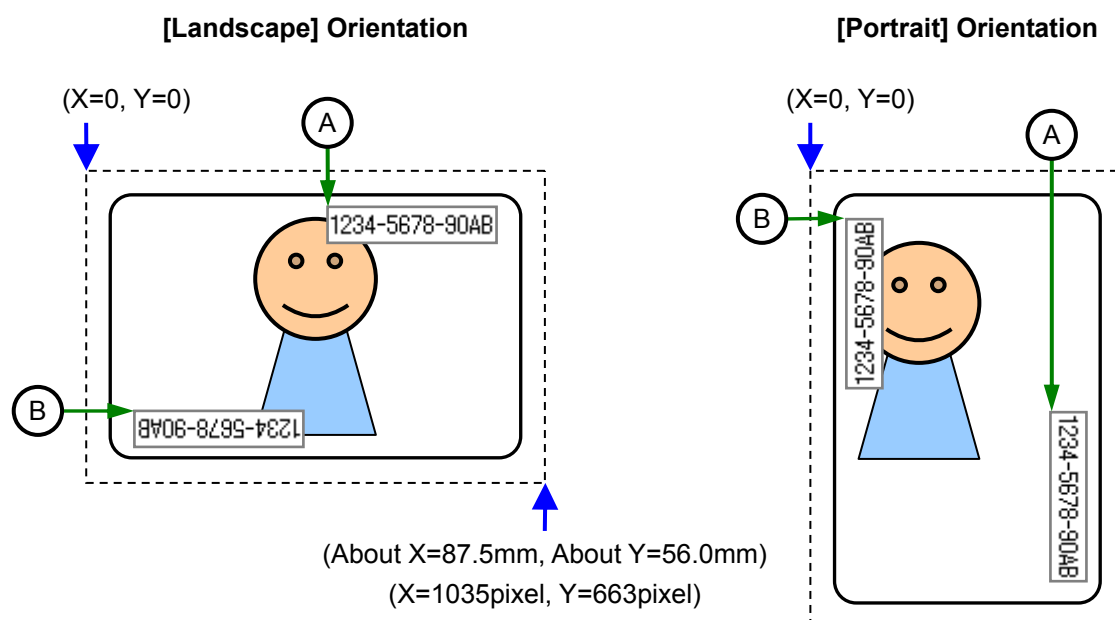 [Landscape] Orientation
[Portrait] Orientation
(X=0, Y=0)
A
1234-5678-90AB
B
1234-5678-90AB
(About X=87.5mm, About Y=56.0mm)
(X=1035pixel, Y=663pixel)
(X=0, Y=0)
A
B
1234-5678-90AB
1234-5678-90AB